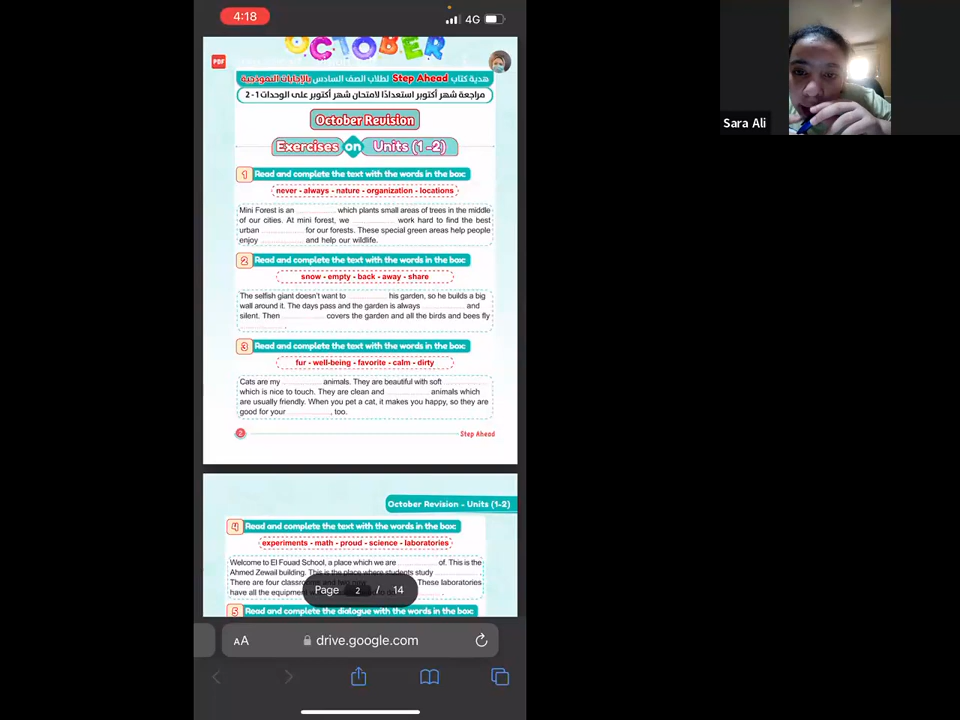 4:18
4G
Sara Ali
OCTOBER
PDF
هدية كتاب Step Ahead لطلاب الصف السادس بالإجابات النموذجية
مراجعة شهر أكتوبر استعدادًا لامتحان شهر أكتوبر على الوحدات 1 - 2
October Revision
Exercises on Units (1-2)
1 Read and complete the text with the words in the box:
never - always - nature - organization - locations
Mini Forest is an ............ which plants small areas of trees in the middle
of our cities. At mini forest, we ............ work hard to find the best
urban ............ for our forests. These special green areas help people
enjoy ............ and help our wildlife.
2 Read and complete the text with the words in the box:
snow - empty - back - away - share
The selfish giant doesn't want to ............ his garden, so he builds a big
wall around it. The days pass and the garden is always ............ and
silent. Then ............ covers the garden and all the birds and bees fly
............ .
3 Read and complete the text with the words in the box:
fur - well-being - favorite - calm - dirty
Cats are my ............ animals. They are beautiful with soft ............
which is nice to touch. They are clean and ............ animals which
are usually friendly. When you pet a cat, it makes you happy, so they are
good for your ............, too.
2
Step Ahead
October Revision - Units (1-2)
4 Read and complete the text with the words in the box:
experiments - math - proud - science - laboratories
Welcome to El Fouad School, a place which we are ............ of. This is the
Ahmed Zewail building. This is the place where students study ............
There are four classrooms and ............ These laboratories
have all the equipment
Page 2 / 14
5 Read and complete the dialogue with the words in the box:
AA drive.google.com